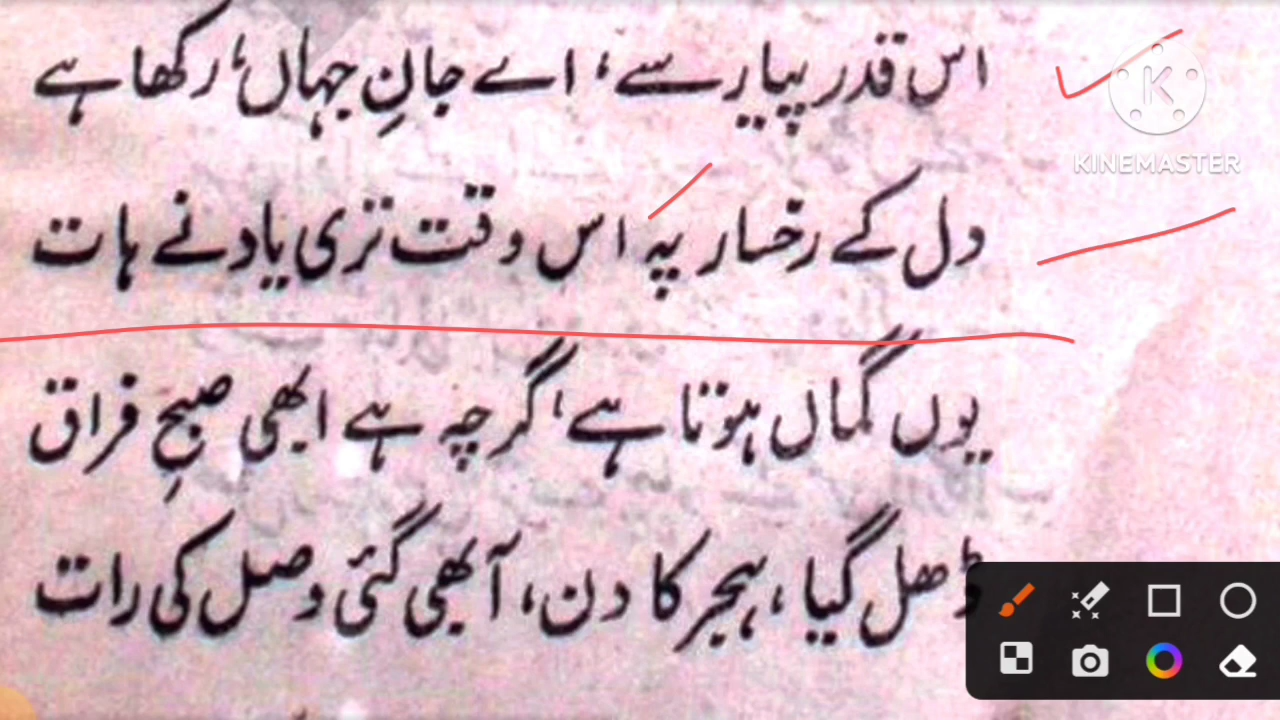 اس قدر پیار سے، اے جانِ جہاں، رکھا ہے
KINEMASTER
دل کے رخسار پہ اس وقت تری یاد نے ہات
یوں گماں ہوتا ہے، گرچہ ہے ابھی صبحِ فراق
ڈھل گیا، ہجر کا دن، آ بھی گئی وصل کی رات